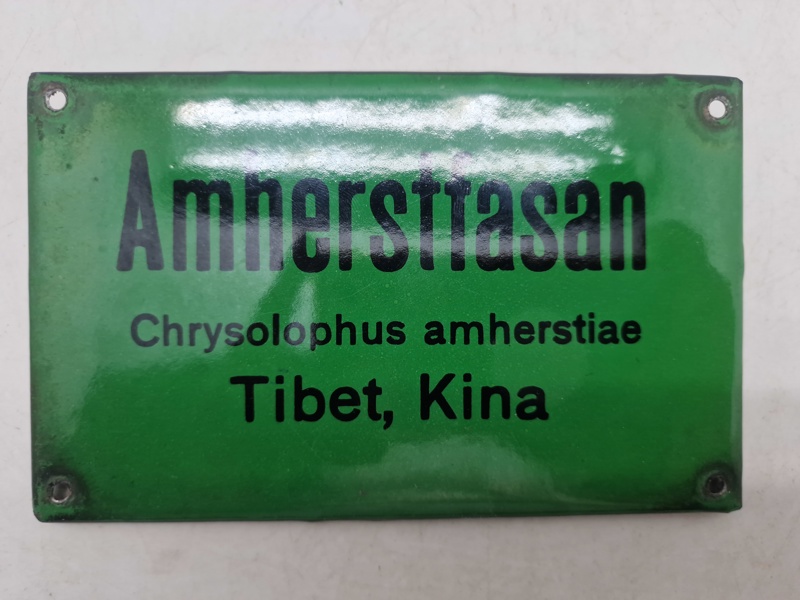 Amherstfasan
Chrysolophus amherstiae
Tibet, Kina